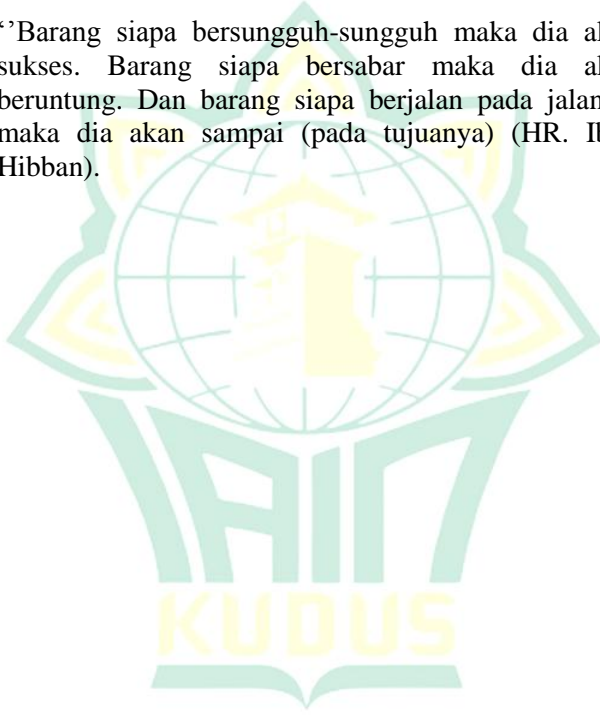 ‘’Barang siapa bersungguh-sungguh maka dia
sukses. Barang siapa bersabar maka dia
beruntung. Dan barang siapa berjalan pada
maka dia akan sampai (pada tujuanya) (HR.
Hibban).
IAIN
KUDUS